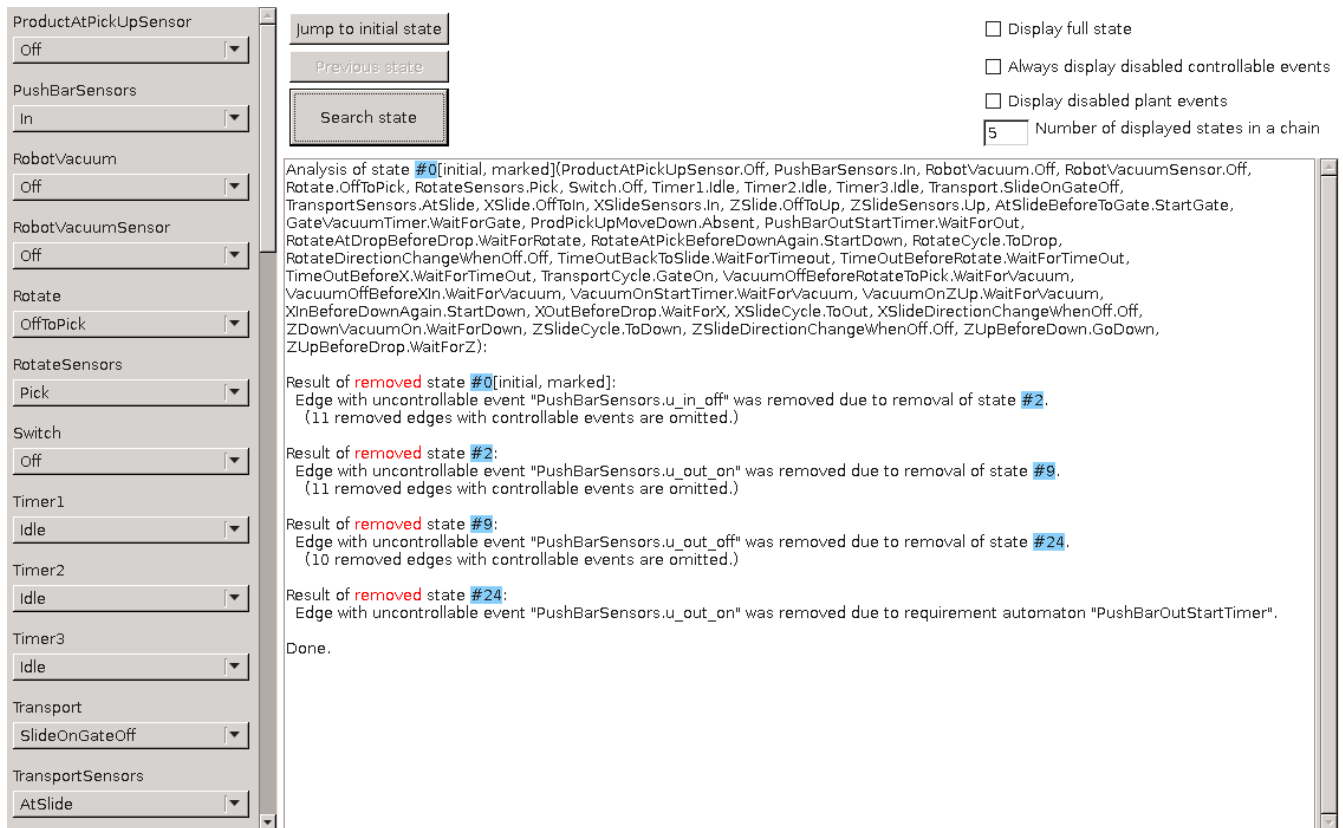 ProductAtPickUpSensor
Off
PushBarSensors
In
RobotVacuum
Off
RobotVacuumSensor
Off
Rotate
OffToPick
RotateSensors
Pick
Switch
Off
Timer1
Idle
Timer2
Idle
Timer3
Idle
Transport
SlideOnGateOff
TransportSensors
AtSlide
Jump to initial state
Previous state
Search state
Display full state
Always display disabled controllable events
Display disabled plant events
5 Number of displayed states in a chain
Analysis of state #0[initial, marked](ProductAtPickUpSensor.Off, PushBarSensors.In, RobotVacuum.Off, RobotVacuumSensor.Off,
Rotate.OffToPick, RotateSensors.Pick, Switch.Off, Timer1.Idle, Timer2.Idle, Timer3.Idle, Transport.SlideOnGateOff,
TransportSensors.AtSlide, XSlide.OffToIn, XSlideSensors.In, ZSlide.OffToUp, ZSlideSensors.Up, AtSlideBeforeToGate.StartGate,
GateVacuumTimer.WaitForGate, ProdPickUpMoveDown.Absent, PushBarOutStartTimer.WaitForOut,
RotateAtDropBeforeDrop.WaitForRotate, RotateAtPickBeforeDownAgain.StartDown, RotateCycle.ToDrop,
RotateDirectionChangeWhenOff.Off, TimeOutBackToSlide.WaitForTimeout, TimeOutBeforeRotate.WaitForTimeOut,
TimeOutBeforeX.WaitForTimeOut, TransportCycle.GateOn, VacuumOffBeforeRotateToPick.WaitForVacuum,
VacuumOffBeforeXIn.WaitForVacuum, VacuumOnStartTimer.WaitForVacuum, VacuumOnZUp.WaitForVacuum,
XInBeforeDownAgain.StartDown, XOutBeforeDrop.WaitForX, XSlideCycle.ToOut, XSlideDirectionChangeWhenOff.Off,
ZDownVacuumOn.WaitForDown, ZSlideCycle.ToDown, ZSlideDirectionChangeWhenOff.Off, ZUpBeforeDown.GoDown,
ZUpBeforeDrop.WaitForZ):
Result of removed state #0[initial, marked]:
Edge with uncontrollable event "PushBarSensors.u_in_off" was removed due to removal of state #2.
(11 removed edges with controllable events are omitted.)
Result of removed state #2:
Edge with uncontrollable event "PushBarSensors.u_out_on" was removed due to removal of state #9.
(11 removed edges with controllable events are omitted.)
Result of removed state #9:
Edge with uncontrollable event "PushBarSensors.u_out_off" was removed due to removal of state #24.
(10 removed edges with controllable events are omitted.)
Result of removed state #24:
Edge with uncontrollable event "PushBarSensors.u_out_on" was removed due to requirement automaton "PushBarOutStartTimer".
Done.